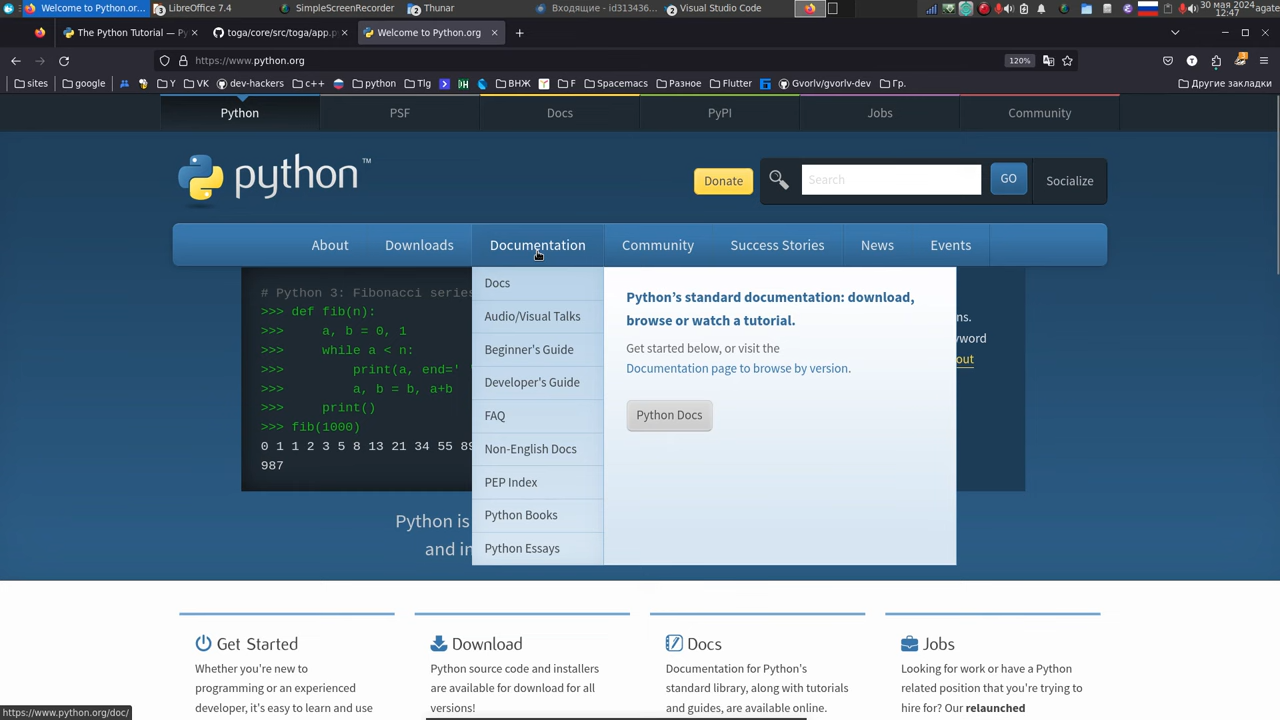 Welcome to Python.org ...
LibreOffice 7.4
SimpleScreenRecorder
Thunar
Входящие - id313436...
Visual Studio Code
30 мая 2024 agate
12:47
The Python Tutorial — Py
toga/core/src/toga/app.p
Welcome to Python.org
https://www.python.org
120%
sites
google
Y
VK
dev-hackers
c++
python
Tlg
ВНЖ
F
Spacemacs
Разное
Flutter
Gvorlv/gvorlv-dev
Гр.
Другие закладки
Python
PSF
Docs
PyPI
Jobs
Community
python™
Donate
Search
GO
Socialize
About
Downloads
Documentation
Community
Success Stories
News
Events
# Python 3: Fibonacci series
>>> def fib(n):
>>> a, b = 0, 1
>>> while a < n:
>>> print(a, end='
>>> a, b = b, a+b
>>> print()
>>> fib(1000)
0 1 1 2 3 5 8 13 21 34 55 89
987
Docs
Audio/Visual Talks
Beginner's Guide
Developer's Guide
FAQ
Non-English Docs
PEP Index
Python Books
Python Essays
Python’s standard documentation: download,
browse or watch a tutorial.
Get started below, or visit the
Documentation page to browse by version.
Python Docs
ns.
yword
out
Python is
and in
Get Started
Whether you're new to
programming or an experienced
developer, it's easy to learn and use
Download
Python source code and installers
are available for download for all
versions!
Docs
Documentation for Python's
standard library, along with tutorials
and guides, are available online.
Jobs
Looking for work or have a Python
related position that you're trying to
hire for? Our relaunched
https://www.python.org/doc/